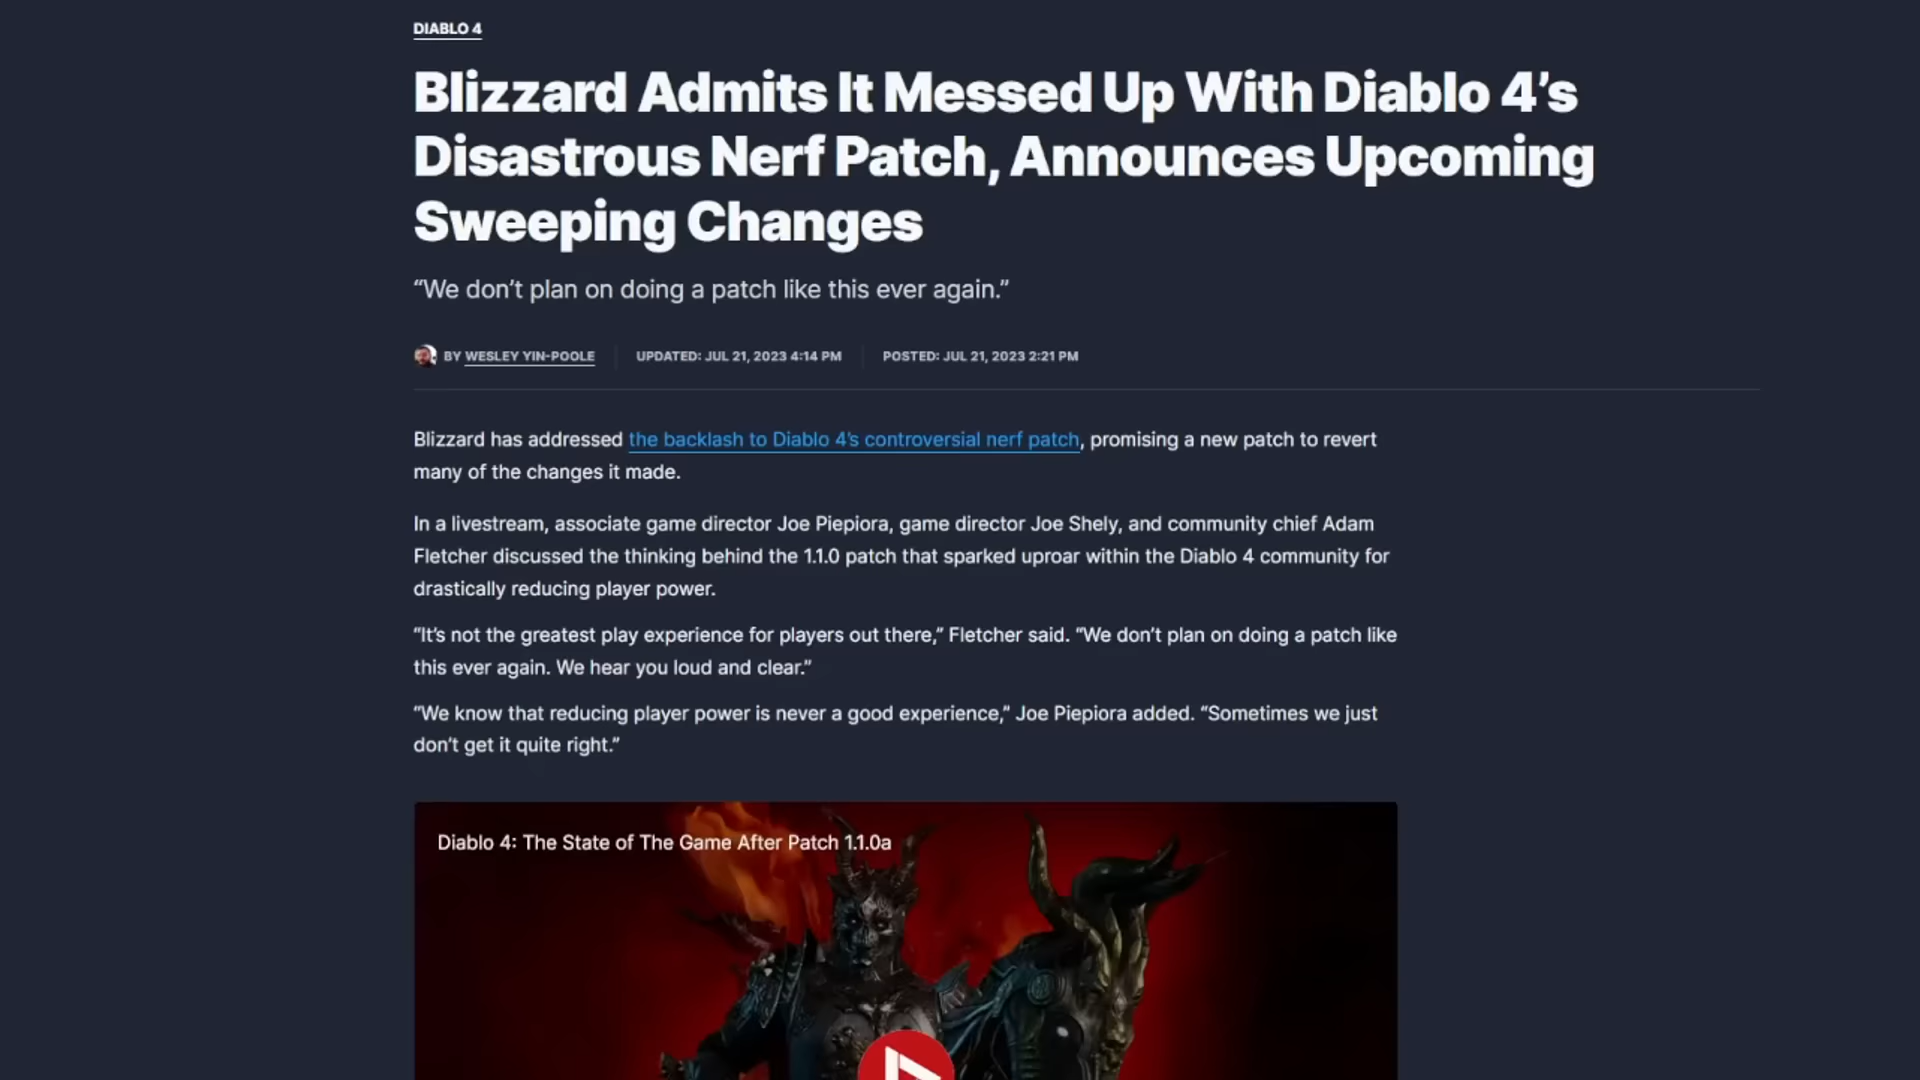 DIABLO 4
Blizzard Admits It Messed Up With Diablo 4’s
Disastrous Nerf Patch, Announces Upcoming
Sweeping Changes
“We don’t plan on doing a patch like this ever again.”
BY WESLEY YIN-POOLE UPDATED: JUL 21, 2023 4:14 PM POSTED: JUL 21, 2023 2:21 PM
Blizzard has addressed the backlash to Diablo 4’s controversial nerf patch, promising a new patch to revert
many of the changes it made.
In a livestream, associate game director Joe Piepiora, game director Joe Shely, and community chief Adam
Fletcher discussed the thinking behind the 1.1.0 patch that sparked uproar within the Diablo 4 community for
drastically reducing player power.
“It’s not the greatest play experience for players out there,” Fletcher said. “We don’t plan on doing a patch like
this ever again. We hear you loud and clear.”
“We know that reducing player power is never a good experience,” Joe Piepiora added. “Sometimes we just
don’t get it quite right.”
Diablo 4: The State of The Game After Patch 1.1.0a